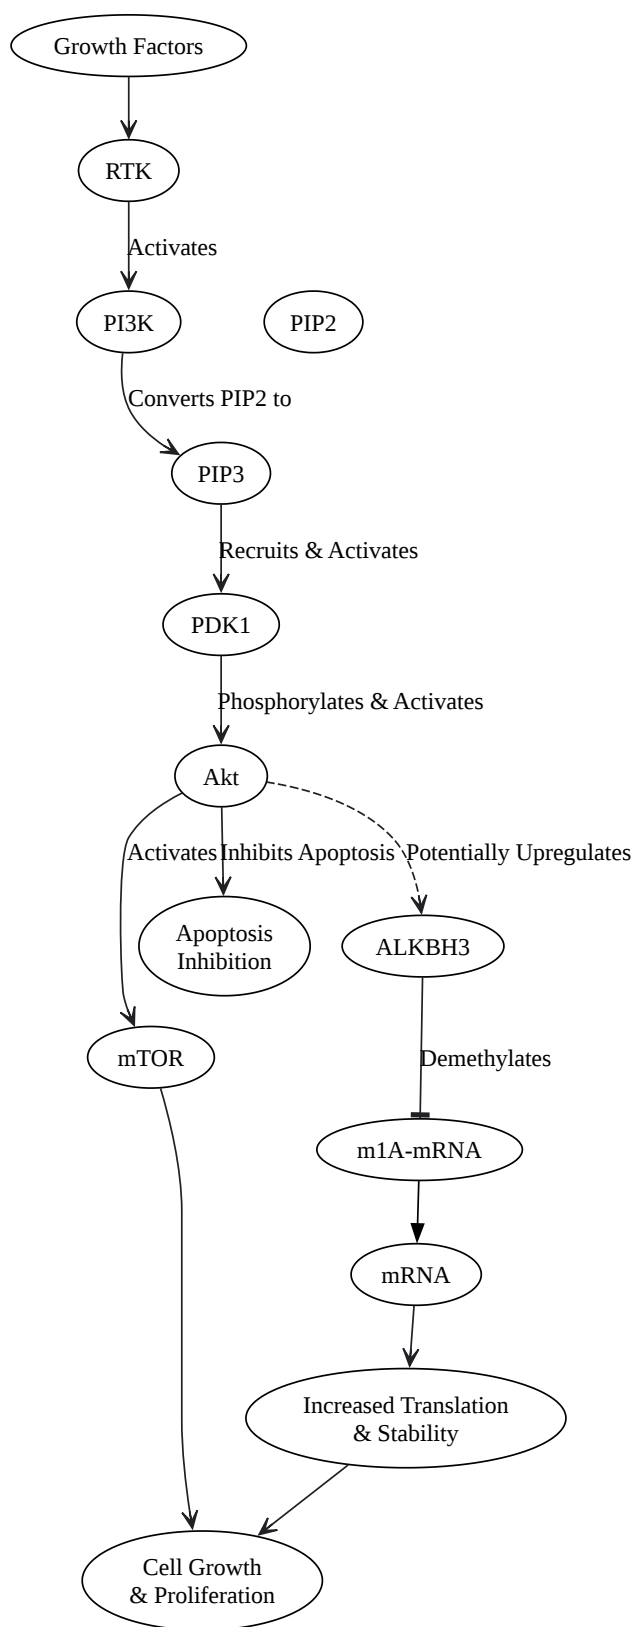 Growth Factors
RTK
Activates
PI3K
PIP2
Converts PIP2 to
PIP3
Recruits & Activates
PDK1
Phosphorylates & Activates
Akt
Activates
Inhibits Apoptosis
Potentially Upregulates
Apoptosis
Inhibition
ALKBH3
mTOR
Demethylates
m1A-mRNA
mRNA
Increased Translation
& Stability
Cell Growth
& Proliferation